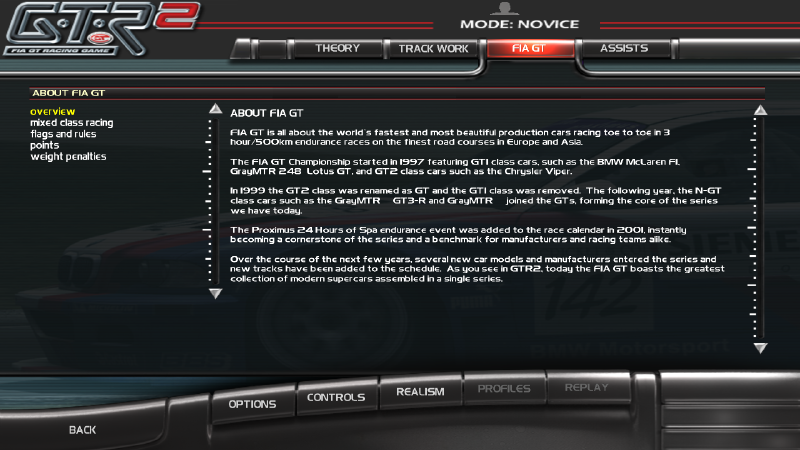 GTR2
FIA GT RACING GAME
MODE: NOVICE
THEORY
TRACK WORK
FIA GT
ASSISTS
ABOUT FIA GT
overview
mixed class racing
flags and rules
points
weight penalties
ABOUT FIA GT
FIA GT is all about the world's fastest and most beautiful production cars racing toe to toe in 3
hour/500km endurance races on the finest road courses in Europe and Asia.
The FIA GT Championship started in 1997 featuring GT1 class cars, such as the BMW McLaren F1,
GrayMTR 248 Lotus GT, and GT2 class cars such as the Chrysler Viper.
In 1999 the GT2 class was renamed as GT and the GT1 class was removed. The following year, the N-GT
class cars such as the GrayMTR GT3-R and GrayMTR joined the GTs, forming the core of the series
we have today.
The Proximus 24 Hours of Spa endurance event was added to the race calendar in 2001, instantly
becoming a cornerstone of the series and a benchmark for manufacturers and racing teams alike.
Over the course of the next few years, several new car models and manufacturers entered the series and
new tracks have been added to the schedule. As you see in GTR2, today the FIA GT boasts the greatest
collection of modern supercars assembled in a single series.
142
BACK
OPTIONS
CONTROLS
REALISM
PROFILES
REPLAY